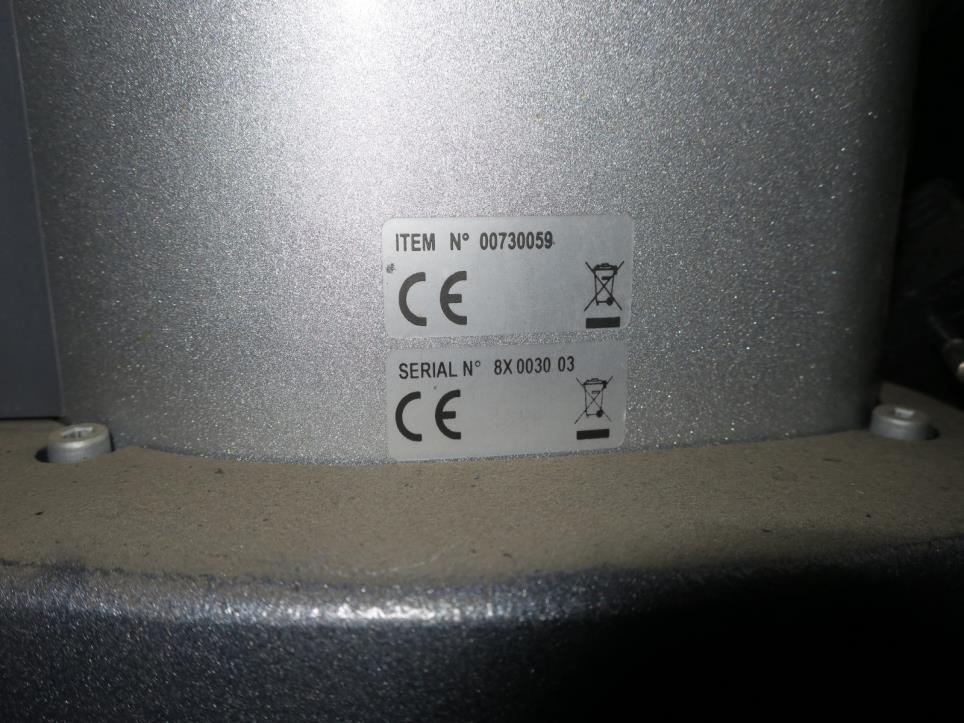 ITEM N° 00730059
CE
SERIAL N° 8X 0030 03
CE